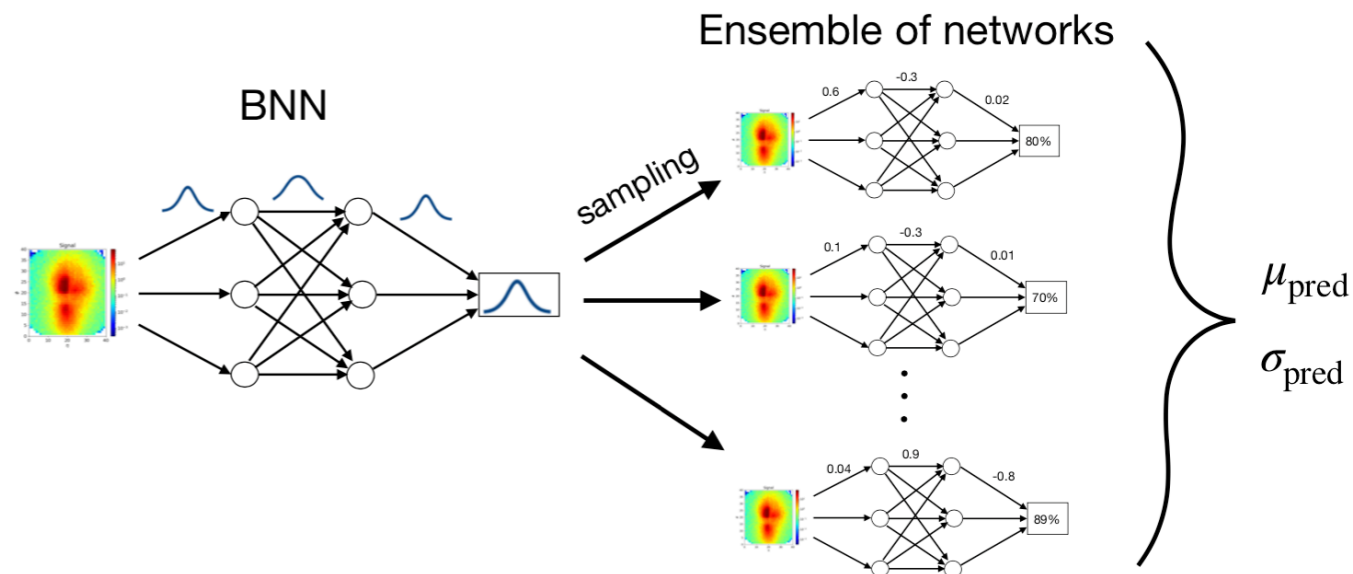 Ensemble of networks
BNN
sampling
Signal
0.6
-0.3
0.02
80%
0.1
-0.3
0.01
70%
0.04
0.9
-0.8
89%
μpred
σpred